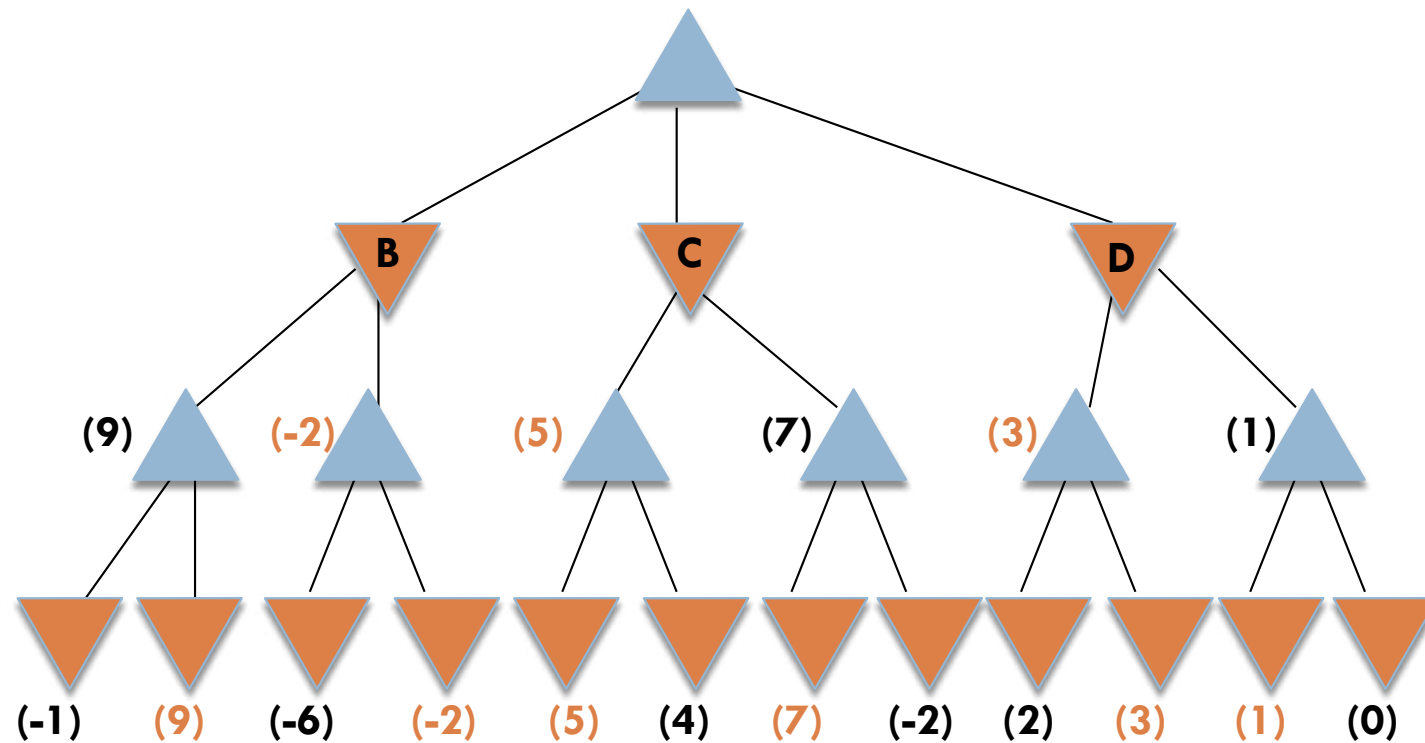 B C D
(9) (-2) (5) (7) (3) (1)
(-1) (9) (-6) (-2) (5) (4) (7) (-2) (2) (3) (1) (0)